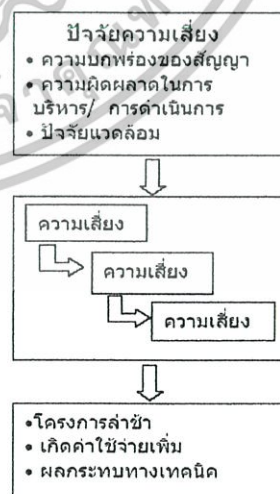 ปัจจัยความเสี่ยง
• ความบกพร่องของสัญญา
• ความผิดผลาดในการ
บริหาร/ การดำเนินการ
• ปัจจัยแวดล้อม
ความเสี่ยง
ความเสี่ยง
ความเสี่ยง
•โครงการล่าช้า
• เกิดค่าใช้จ่ายเพิ่ม
• ผลกระทบทางเทคนิค